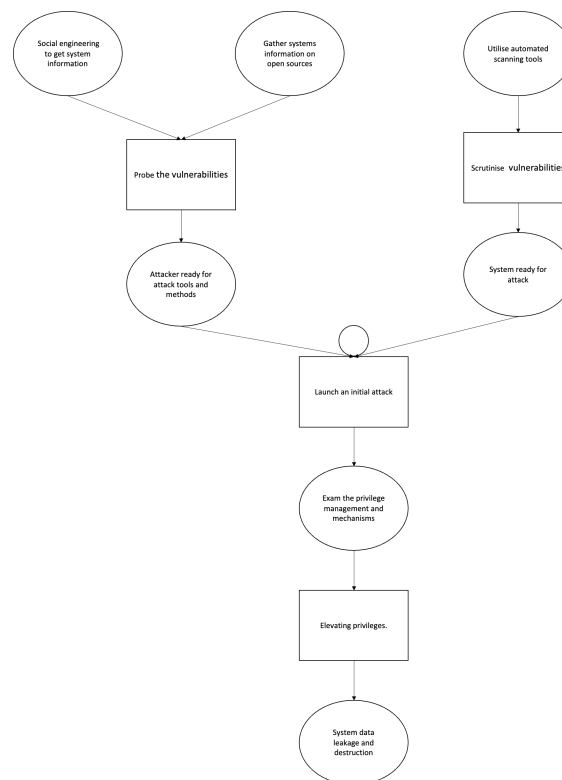 Social engineering
to get system
information
Gather systems
information on
open sources
Utilise automated
scanning tools
Probe the vulnerabilities
Scrutinise vulnerabilities
Attacker ready for
attack tools and
methods
System ready for
attack
Launch an initial attack
Exam the privilege
management and
mechanisms
Elevating privileges.
System data
leakage and
destruction